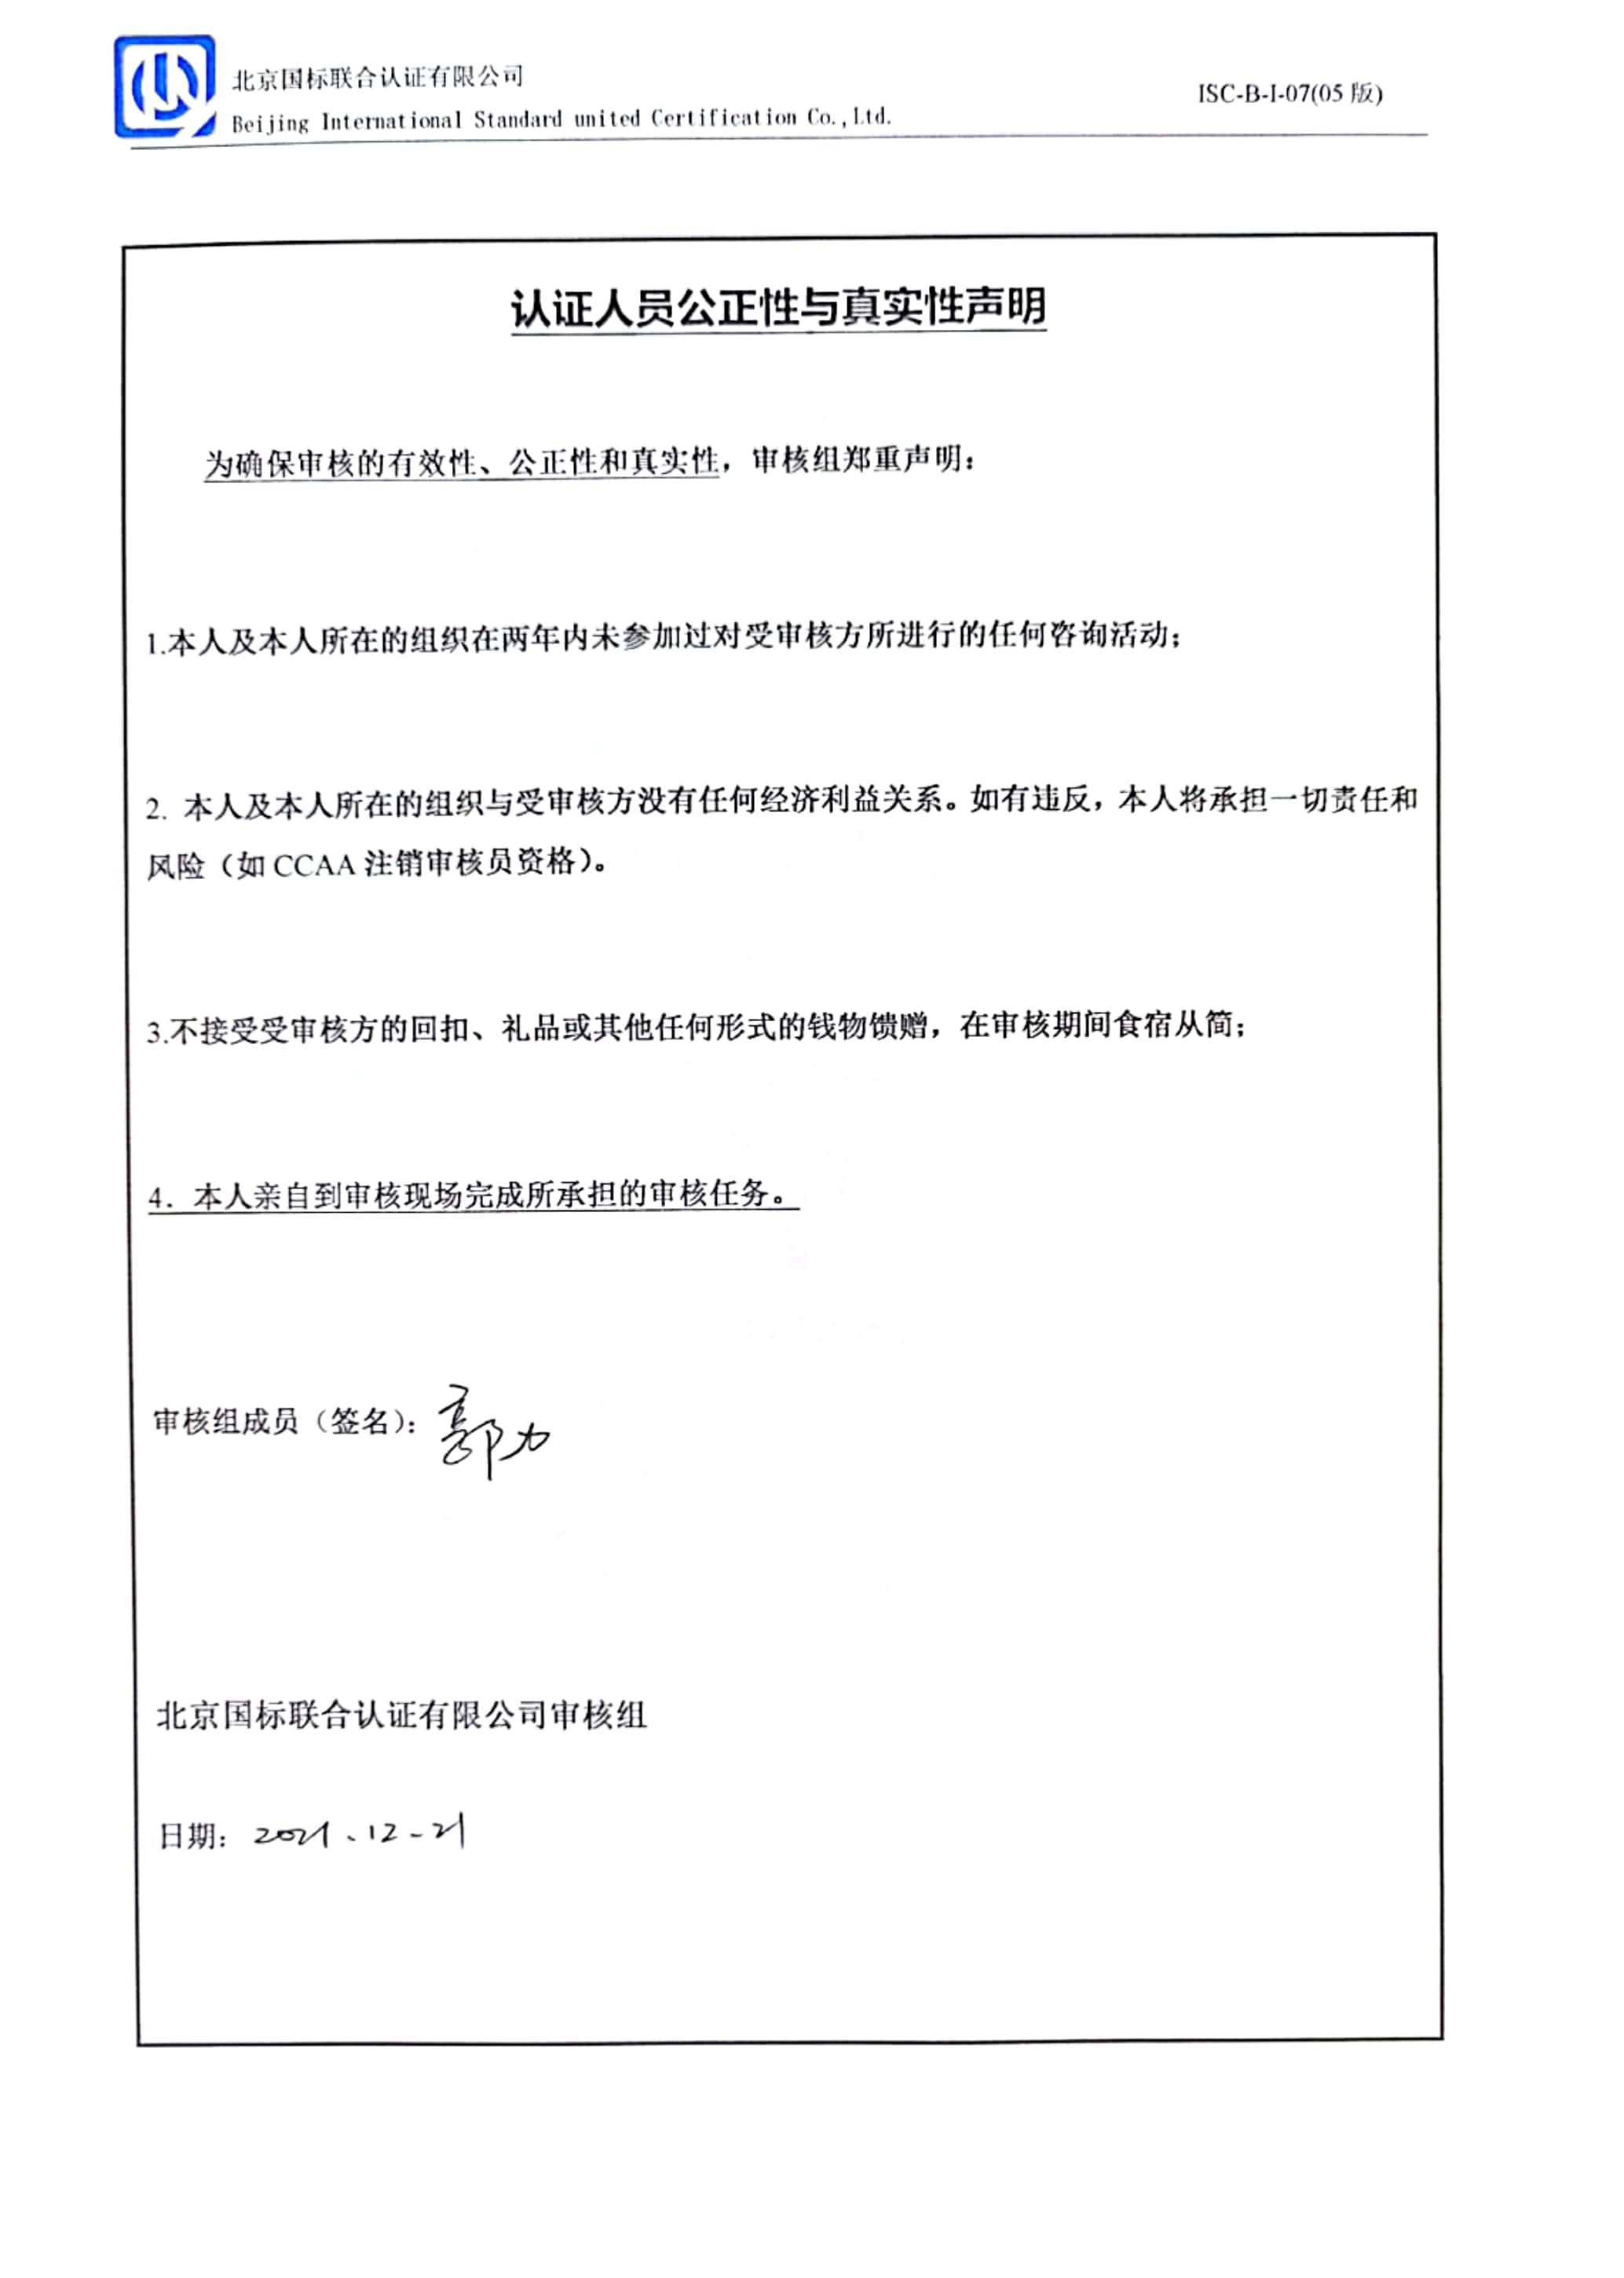 北京国标联合认证有限公司
ISC-B-I-07(05 版)
Beijing International Standard united Certification Co.,Ltd.
认证人员公正性与真实性声明
为确保审核的有效性、公正性和真实性，审核组郑重声明：
1.本人及本人所在的组织在两年内未参加过对受审核方所进行的任何咨询活动；
2. 本人及本人所在的组织与受审核方没有任何经济利益关系。如有违反，本人将承担一切责任和
风险（如 CCAA 注销审核员资格）。
3.不接受受审核方的回扣、礼品或其他任何形式的钱物馈赠，在审核期间食宿从简；
4. 本人亲自到审核现场完成所承担的审核任务。
审核组成员（签名）：郭力
北京国标联合认证有限公司审核组
日期：2021、12-21